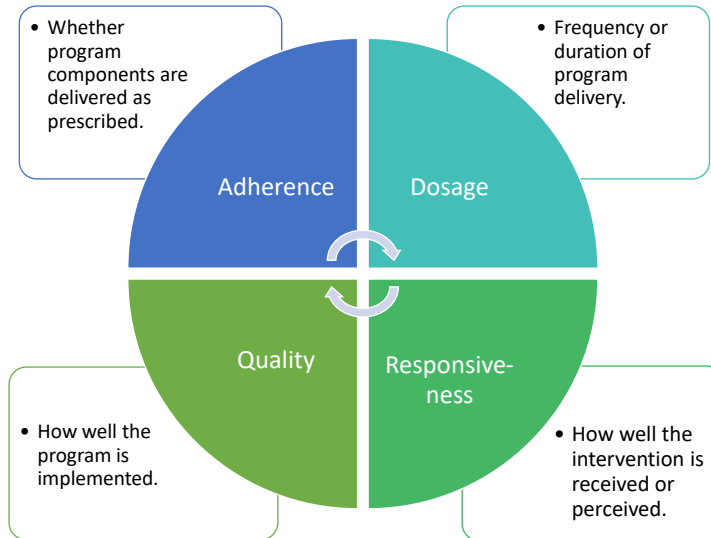 • Whether
program
components are
delivered as
prescribed.
• Frequency or
duration of
program
delivery.
Adherence
Dosage
Quality
Responsive-
ness
• How well the
program is
implemented.
• How well the
intervention is
received or
perceived.